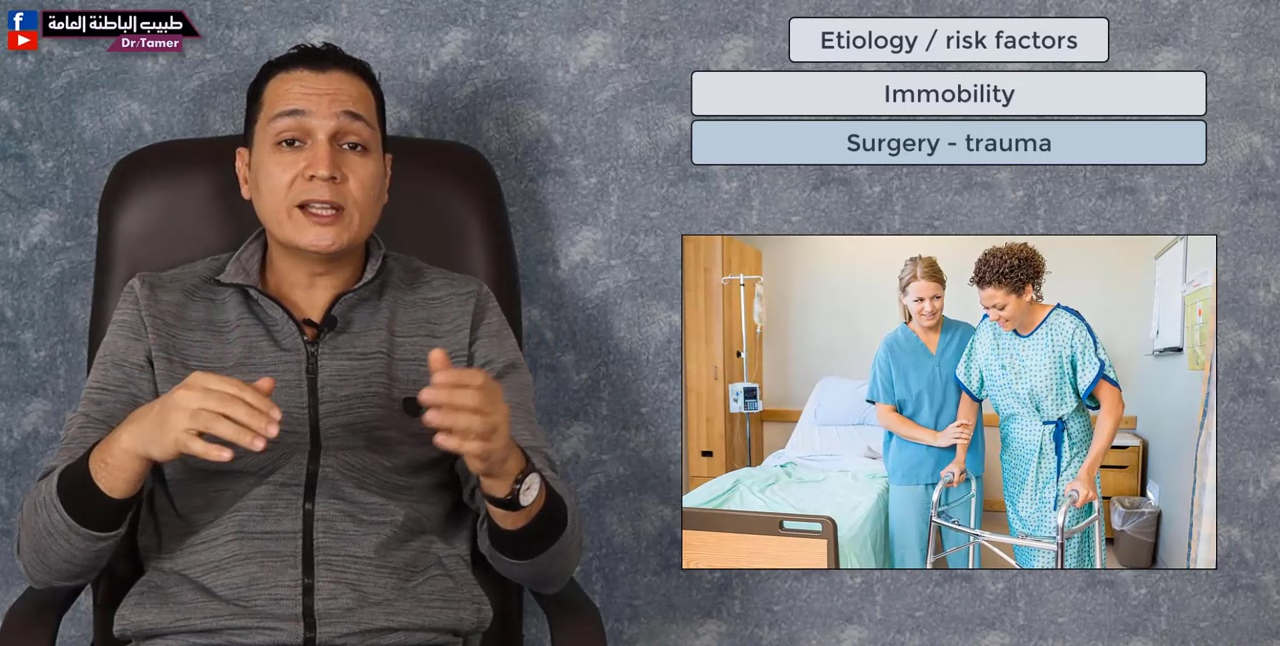 f
طبيب الباطنة العامة
Dr/Tamer
Etiology / risk factors
Immobility
Surgery - trauma